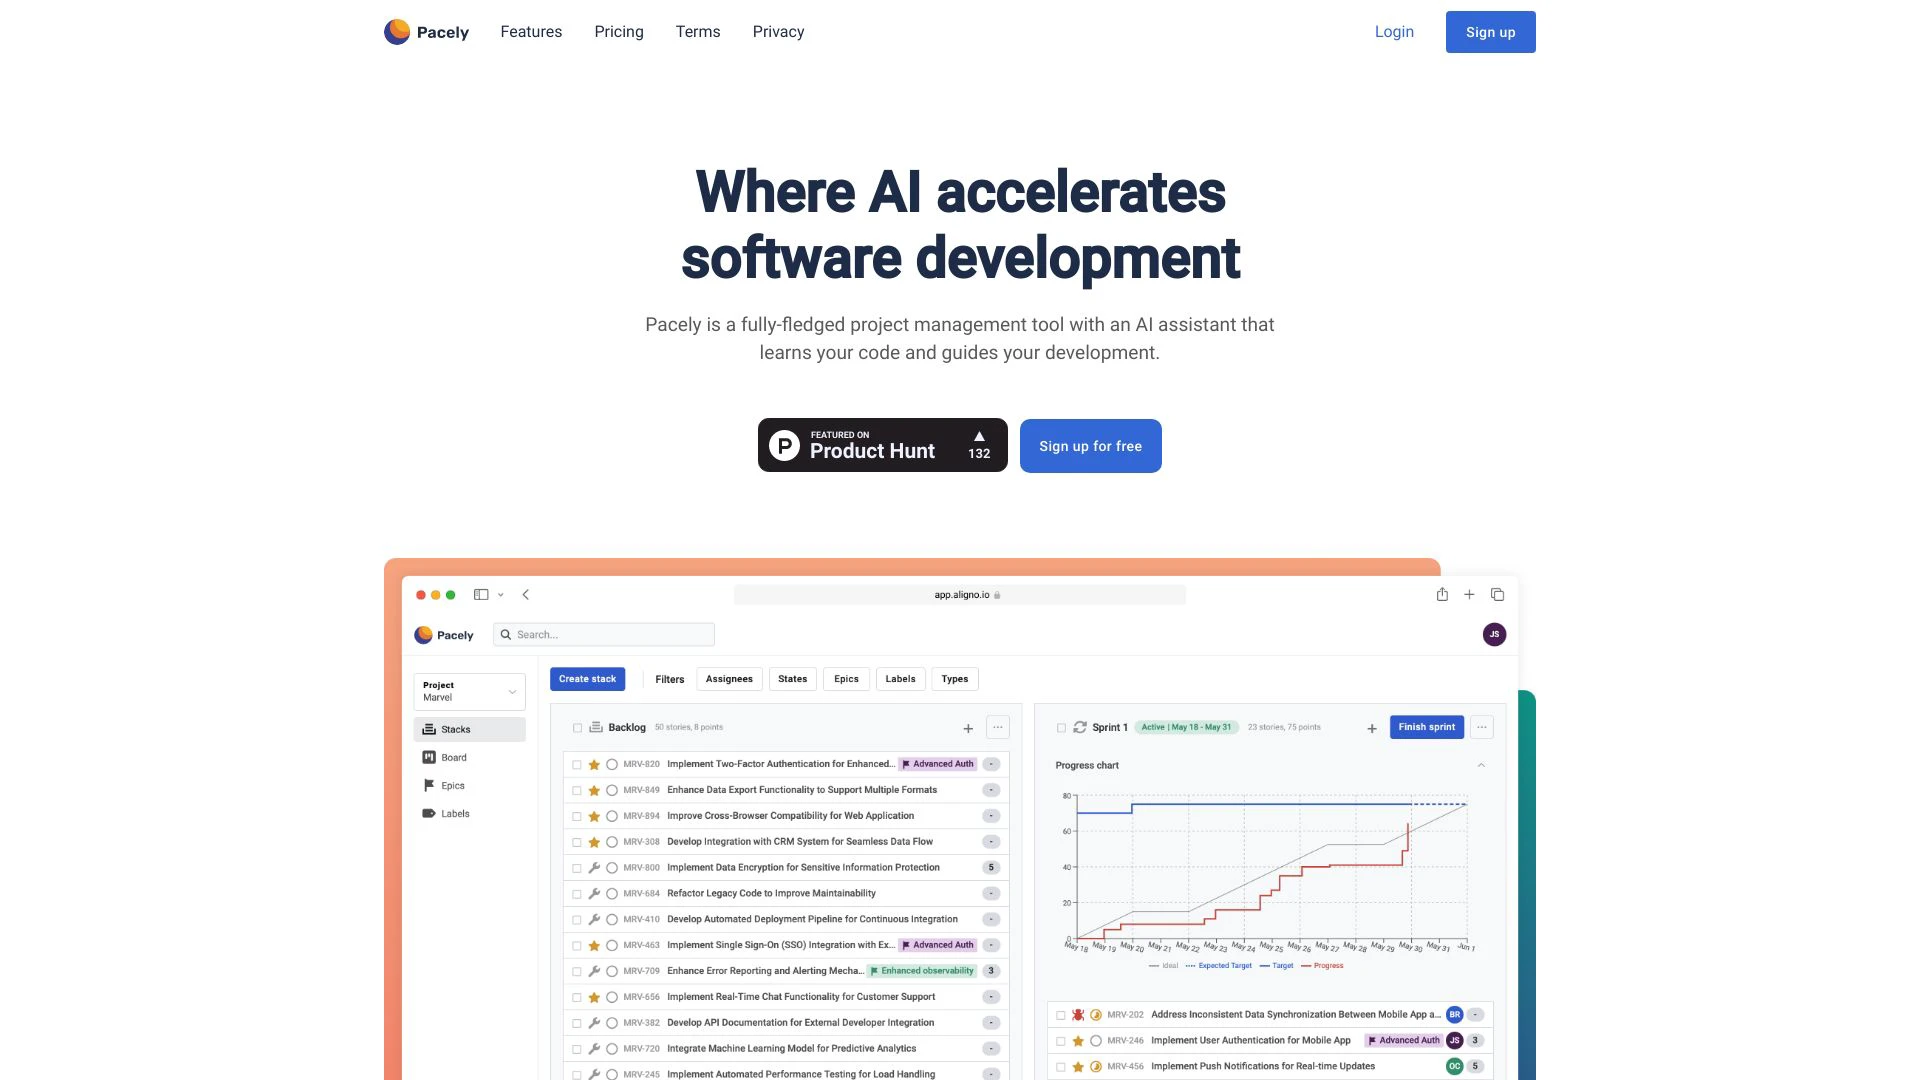 Pacely Features Pricing Terms Privacy Login Sign up
Where AI accelerates
software development
Pacely is a fully-fledged project management tool with an AI assistant that
learns your code and guides your development.
P FEATURED ON
Product Hunt
132
Sign up for free
app.aligno.io
Pacely Search... JS
Project
Marvel
Stacks
Board
Epics
Labels
Create stack Filters Assignees States Epics Labels Types
Backlog 50 stories, 8 points
MRV-820 Implement Two-Factor Authentication for Enhanced... Advanced Auth -
MRV-849 Enhance Data Export Functionality to Support Multiple Formats -
MRV-894 Improve Cross-Browser Compatibility for Web Application -
MRV-308 Develop Integration with CRM System for Seamless Data Flow -
MRV-800 Implement Data Encryption for Sensitive Information Protection 5
MRV-684 Refactor Legacy Code to Improve Maintainability -
MRV-410 Develop Automated Deployment Pipeline for Continuous Integration -
MRV-463 Implement Single Sign-On (SSO) Integration with Ex... Advanced Auth -
MRV-709 Enhance Error Reporting and Alerting Mecha... Enhanced observability 3
MRV-656 Implement Real-Time Chat Functionality for Customer Support -
MRV-382 Develop API Documentation for External Developer Integration -
MRV-720 Integrate Machine Learning Model for Predictive Analytics -
MRV-245 Implement Automated Performance Testing for Load Handling -
Sprint 1 Active | May 18 - May 31 23 stories, 75 points Finish sprint
Progress chart
80
60
40
20
0
May 18 May 19 May 20 May 21 May 22 May 23 May 24 May 25 May 26 May 27 May 28 May 29 May 30 May 31 Jun 1
Ideal Expected Target Target Progress
MRV-202 Address Inconsistent Data Synchronization Between Mobile App a... BR -
MRV-246 Implement User Authentication for Mobile App Advanced Auth JS 3
MRV-456 Implement Push Notifications for Real-time Updates OC 5